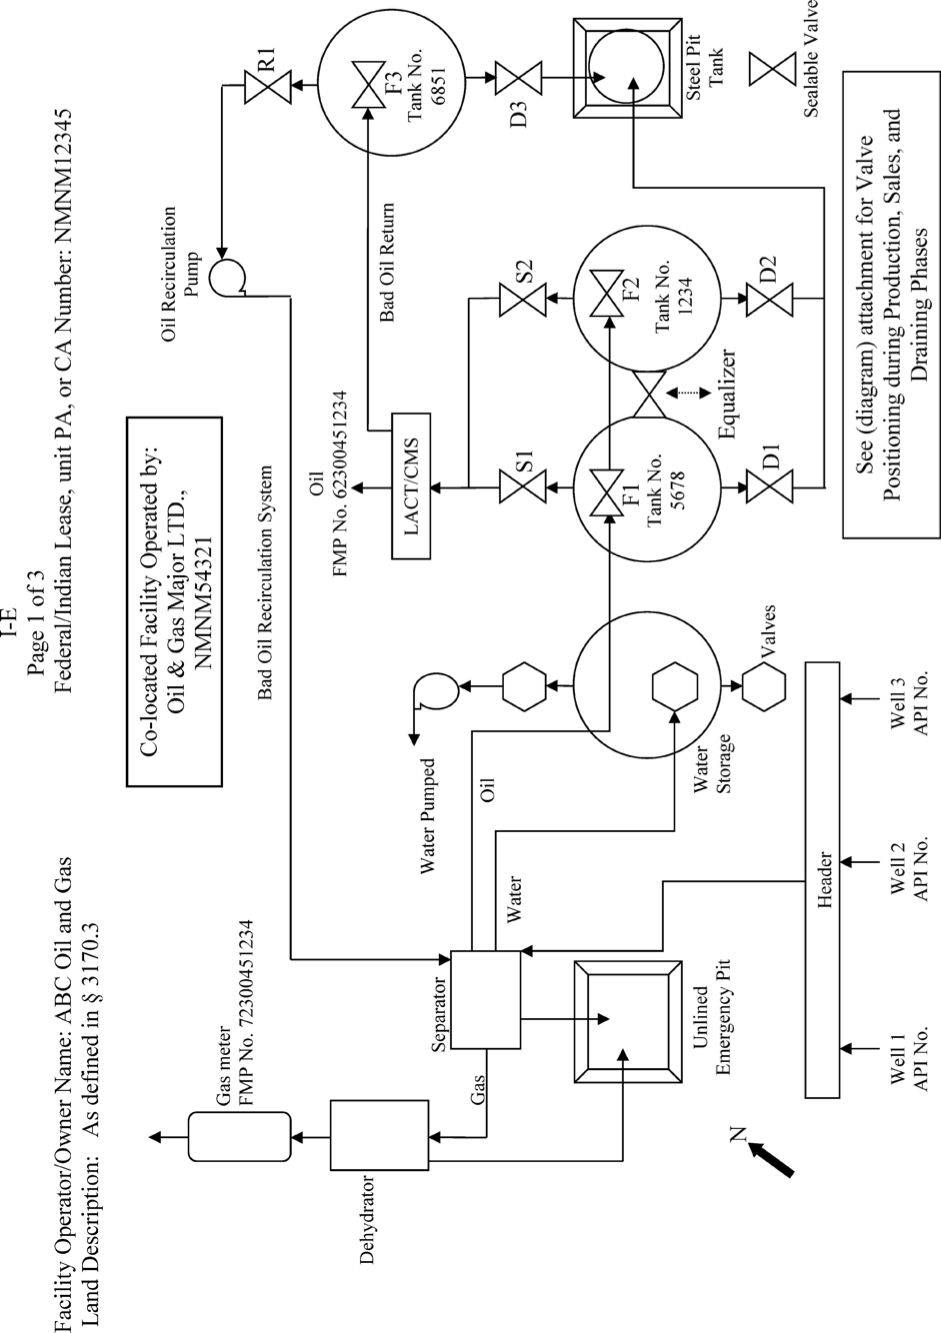 I-E
Page 1 of 3
Facility Operator/Owner Name: ABC Oil and Gas
Federal/Indian Lease, unit PA, or CA Number: NMNM12345
Land Description: As defined in § 3170.3
Co-located Facility Operated by:
Oil & Gas Major LTD.,
NMNM54321
Gas meter
FMP No. 72300451234
Bad Oil Recirculation System
Oil Recirculation
Pump
R1
Dehydrator
Gas
Separator
Water Pumped
Oil
FMP No. 62300451234
LACT/CMS
Bad Oil Return
F3
Tank No.
6851
Oil
Water
S1
S2
D3
F1
Tank No.
5678
F2
Tank No.
1234
Steel Pit
Tank
Unlined
Emergency Pit
Water
Storage
Equalizer
Valves
D1
D2
Sealable Valve
N
Header
Well 1
API No.
Well 2
API No.
Well 3
API No.
See (diagram) attachment for Valve
Positioning during Production, Sales, and
Draining Phases